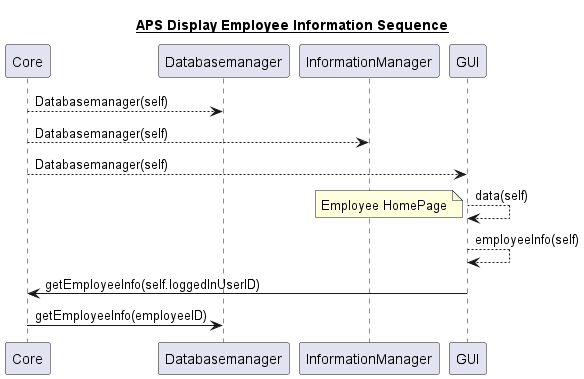 APS Display Employee Information Sequence
Core
Databasemanager
InformationManager
GUI
Databasemanager(self)
Databasemanager(self)
Databasemanager(self)
data(self)
Employee HomePage
employeeInfo(self)
getEmployeeInfo(self.loggedInUserID)
getEmployeeInfo(employeeID)
Core
Databasemanager
InformationManager
GUI